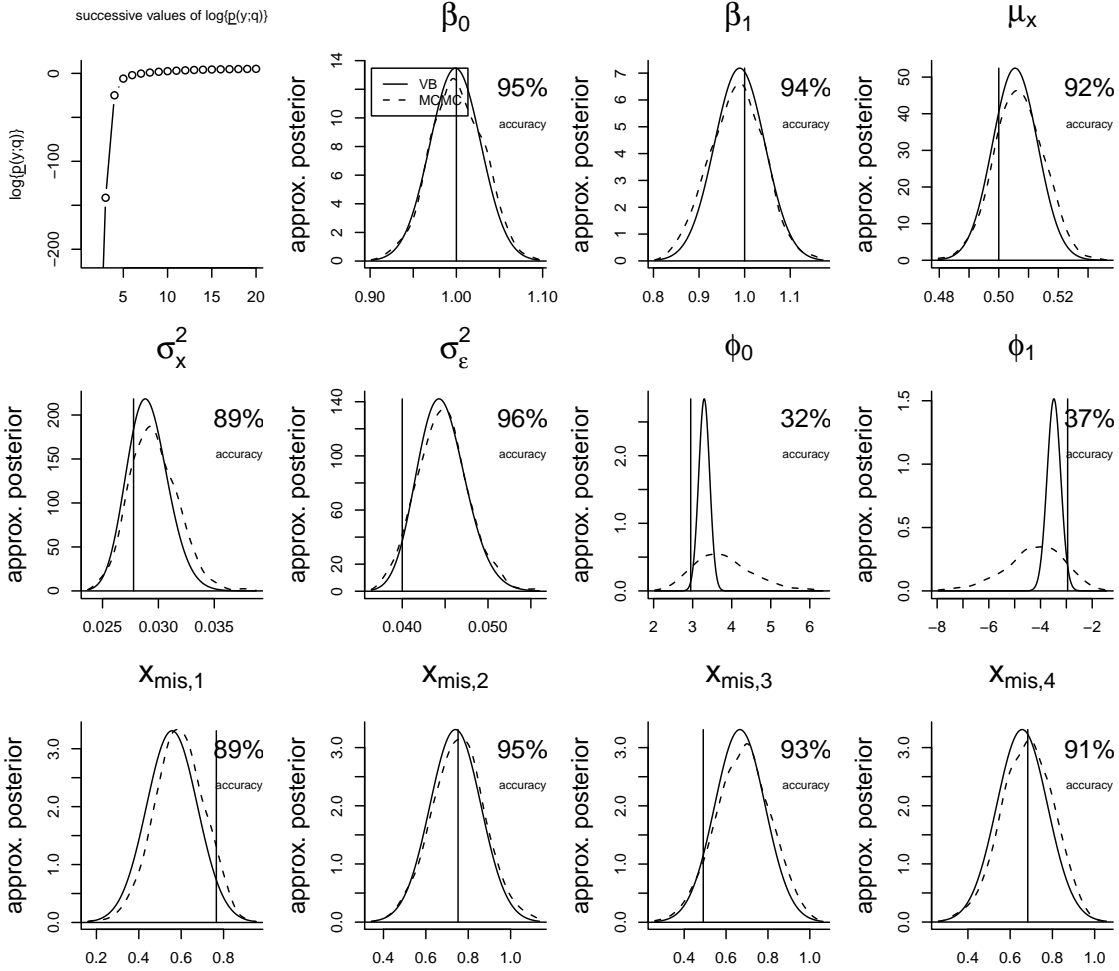 successive values of log{p(y;q)}
log{p(y;q)}
0
−100
−200
5 10 15 20
β0
approx. posterior
0 2 4 6 8 10 12 14
VB
MCMC
95%
accuracy
0.90 1.00 1.10
β1
approx. posterior
0 1 2 3 4 5 6 7
94%
accuracy
0.8 0.9 1.0 1.1
μx
approx. posterior
0 10 20 30 40 50
92%
accuracy
0.48 0.50 0.52
σ²x
approx. posterior
0 50 100 150 200
89%
accuracy
0.025 0.030 0.035
σ²ε
approx. posterior
0 20 40 60 80 100 140
96%
accuracy
0.040 0.050
ϕ0
approx. posterior
0.0 1.0 2.0
32%
accuracy
2 3 4 5 6
ϕ1
approx. posterior
0.0 0.5 1.0 1.5
37%
accuracy
−8 −6 −4 −2
xmis,1
approx. posterior
0.0 1.0 2.0 3.0
89%
accuracy
0.2 0.4 0.6 0.8
xmis,2
approx. posterior
0.0 1.0 2.0 3.0
95%
accuracy
0.4 0.6 0.8 1.0
xmis,3
approx. posterior
0.0 1.0 2.0 3.0
93%
accuracy
0.4 0.6 0.8 1.0
xmis,4
approx. posterior
0.0 1.0 2.0 3.0
91%
accuracy
0.4 0.6 0.8 1.0